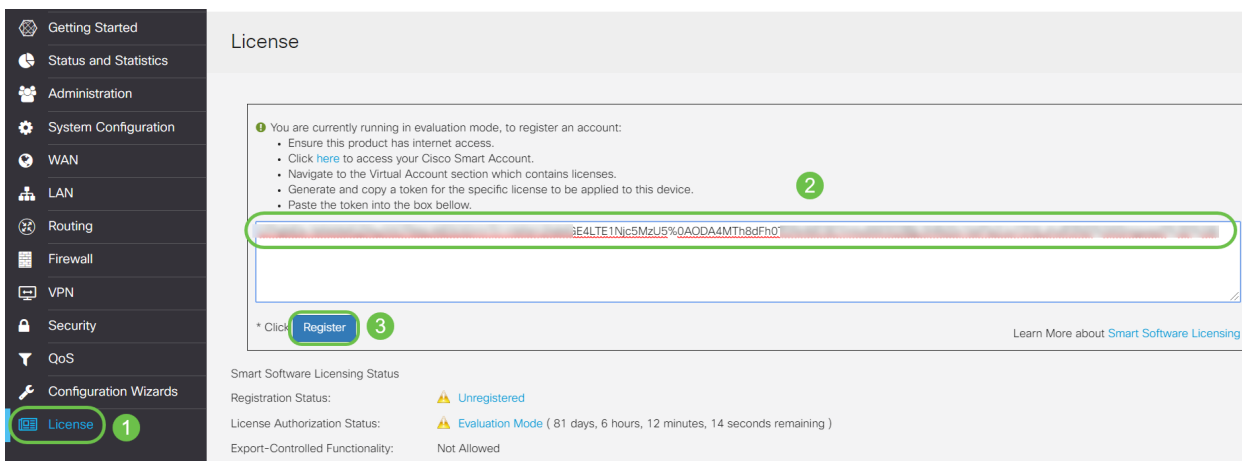 Getting Started
Status and Statistics
Administration
System Configuration
WAN
LAN
Routing
Firewall
VPN
Security
QoS
Configuration Wizards
License
1
License
You are currently running in evaluation mode, to register an account:
• Ensure this product has internet access.
• Click here to access your Cisco Smart Account.
• Navigate to the Virtual Account section which contains licenses.
• Generate and copy a token for the specific license to be applied to this device.
• Paste the token into the box bellow.
2
E4LTE1Njc5MzU5%0AODA4MTh8dFh0
* Click Register 3
Learn More about Smart Software Licensing
Smart Software Licensing Status
Registration Status: Unregistered
License Authorization Status: Evaluation Mode ( 81 days, 6 hours, 12 minutes, 14 seconds remaining )
Export-Controlled Functionality: Not Allowed